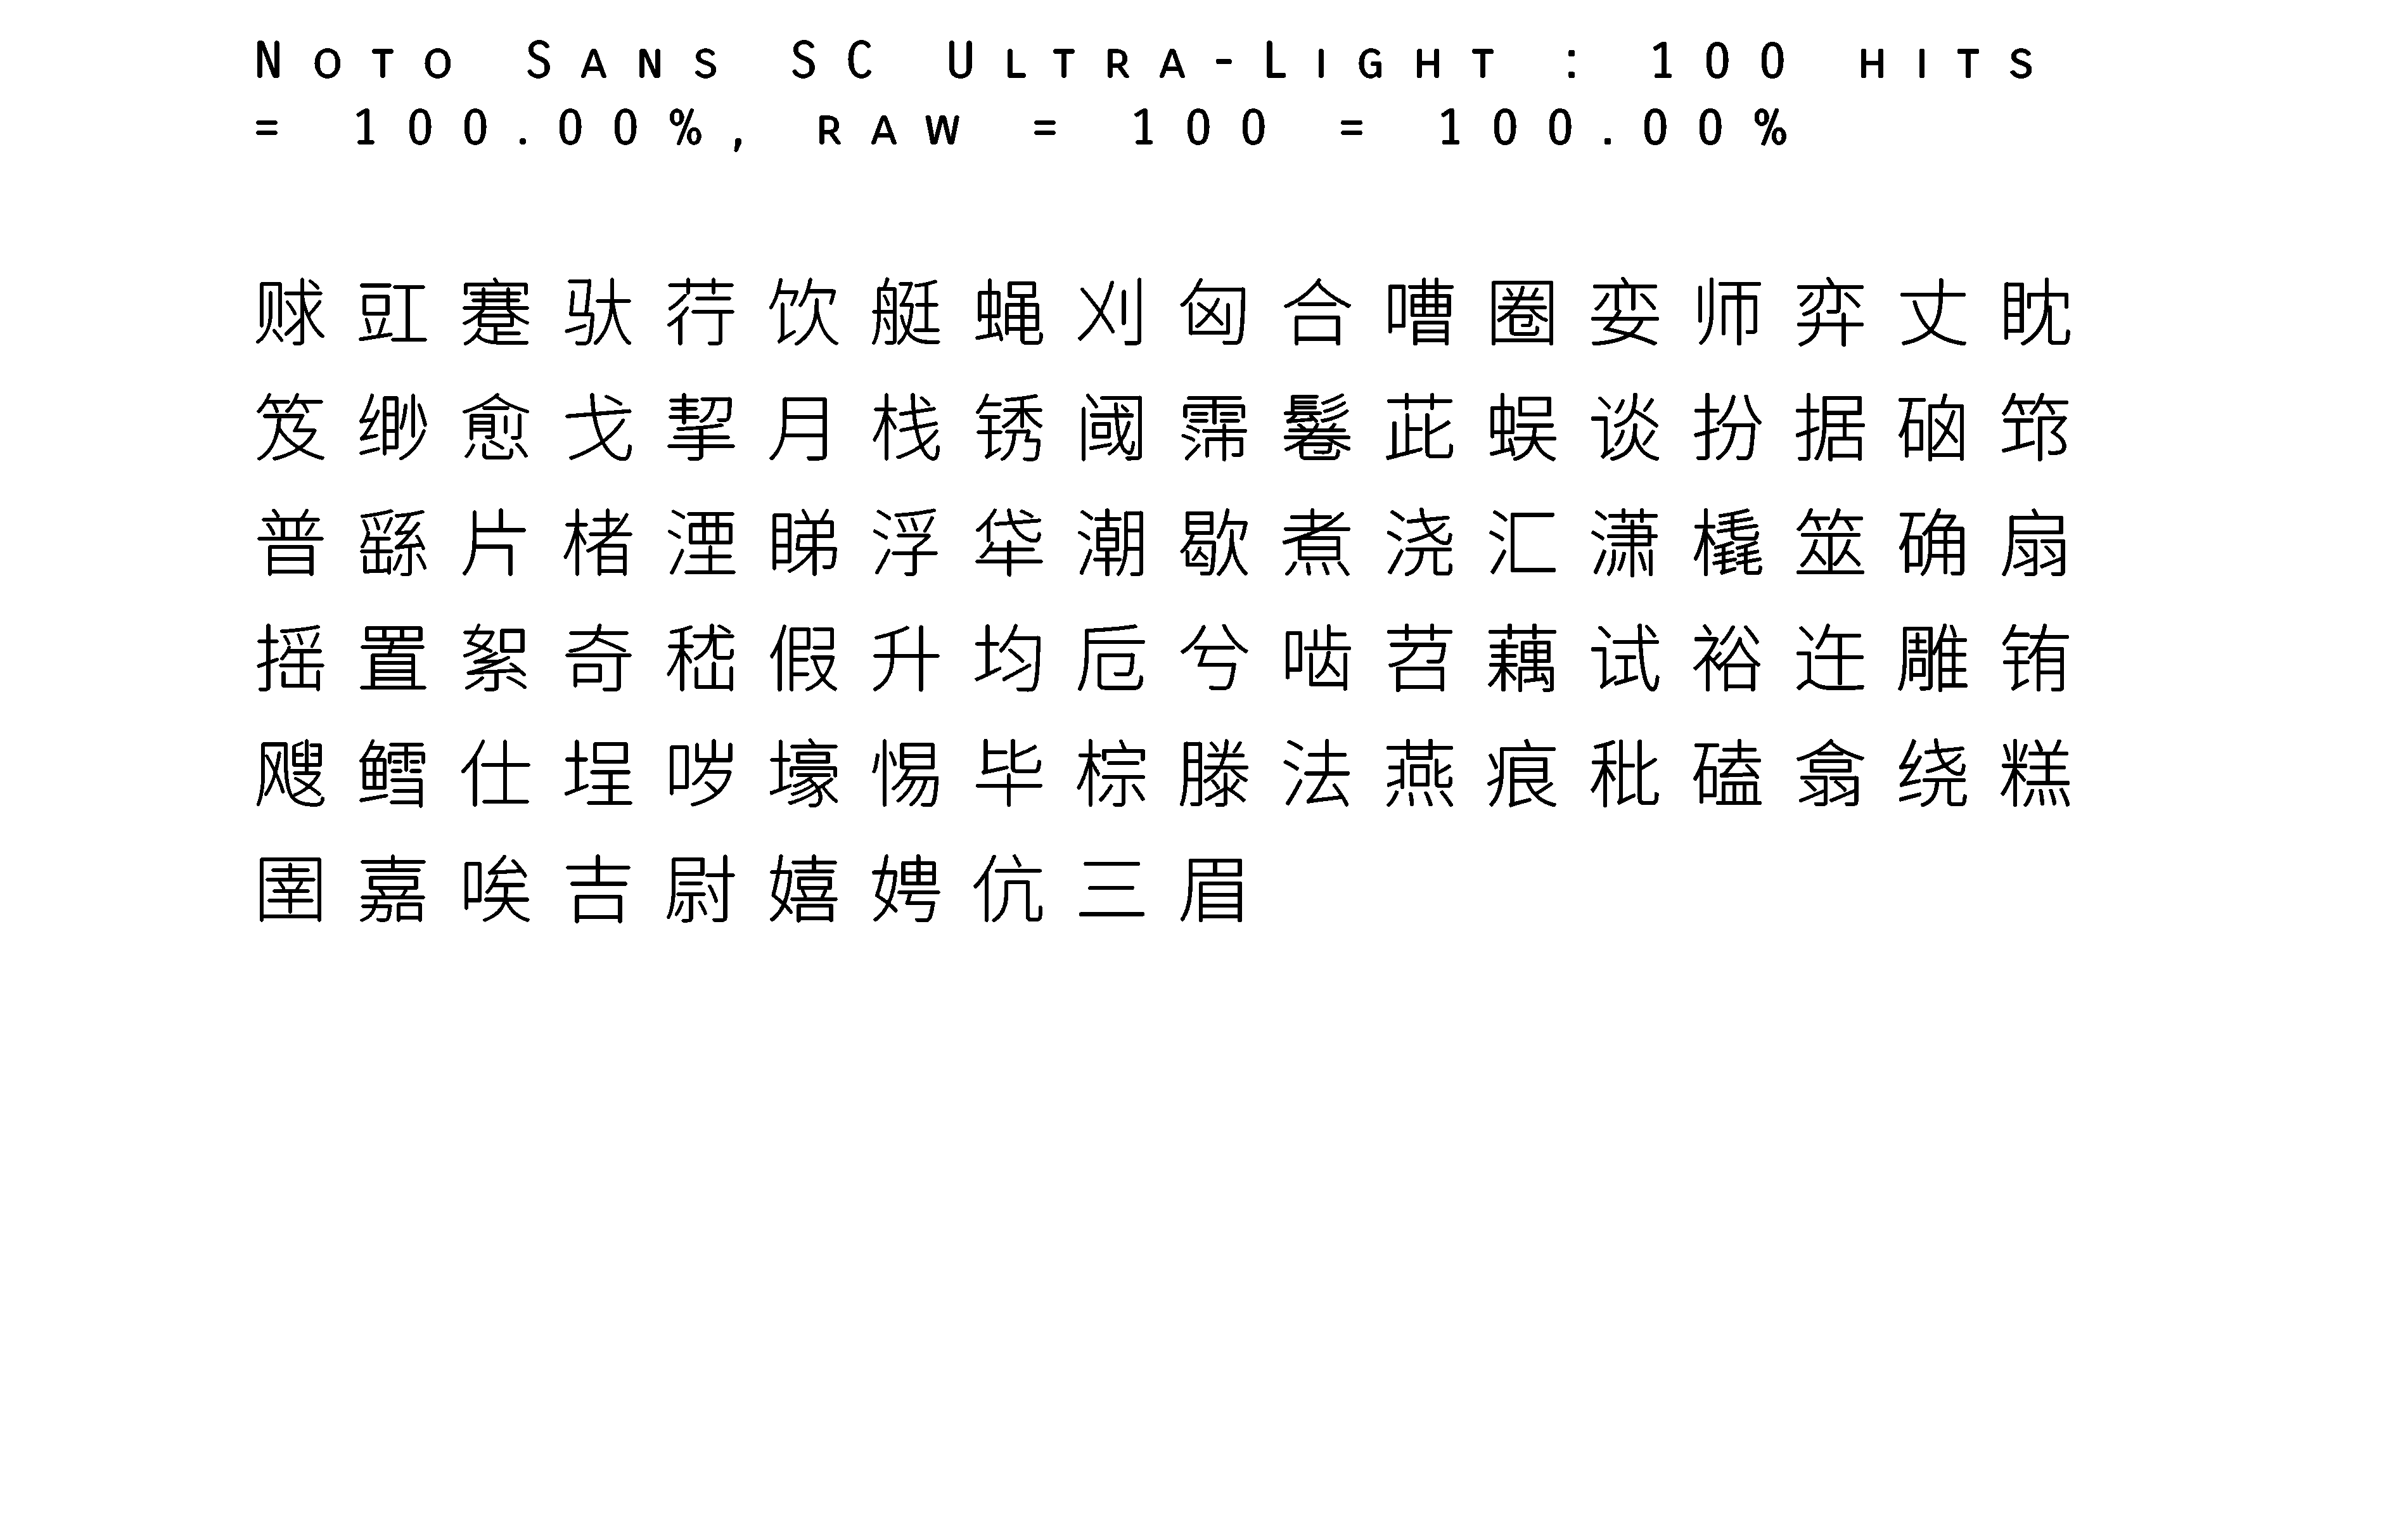 Noto Sans SC Ultra-Light : 100 hits
= 100.00%, raw = 100 = 100.00%
赇豇蹇驮荇饮艇蝇刈匈合嘈圈娈师弈丈眈
笈缈愈戈挈月栈锈阈霈鬈茈蜈谈扮据硇筇
普繇片楮湮睇浮牮潮歇煮浇汇潇橇筮确扇
摇置絮奇嵇假升均卮兮啮苕藕试裕迕雕铕
飕鳕仕埕哕壕惕毕棕滕法燕痕秕磕翕绕糕
圉嘉唉吉尉嬉娉伉三眉